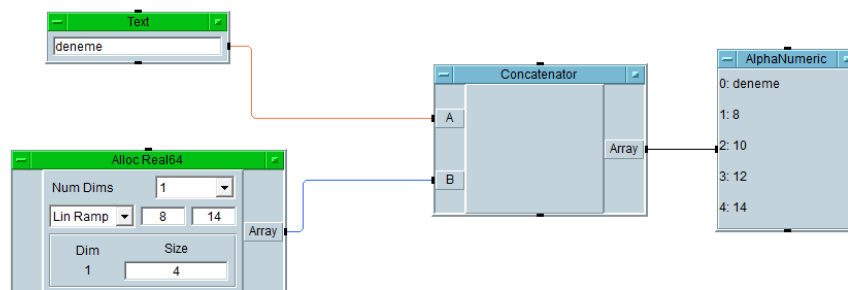 Text
deneme
Alloc Real64
Num Dims 1
Lin Ramp 8 14
Array
Dim Size
1 4
Concatenator
A
B
Array
AlphaNumeric
0: deneme
1: 8
2: 10
3: 12
4: 14